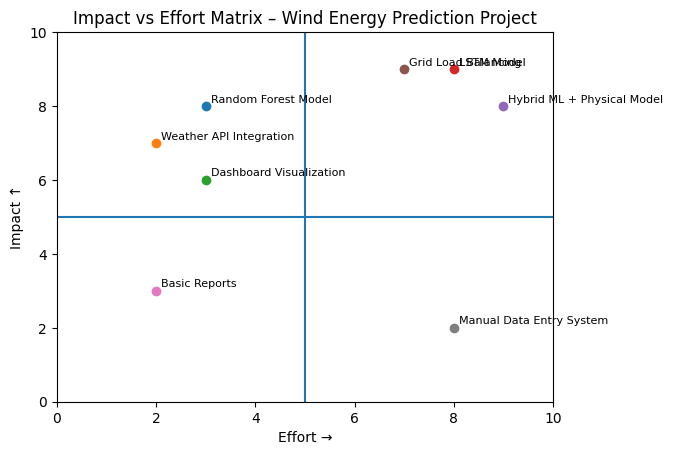 Impact vs Effort Matrix – Wind Energy Prediction Project
10
Grid Load Balancing
LSTM Model
8
Random Forest Model
Hybrid ML + Physical Model
Weather API Integration
6
Dashboard Visualization
Impact ↑
4
Basic Reports
2
Manual Data Entry System
0
0 2 4 6 8 10
Effort →